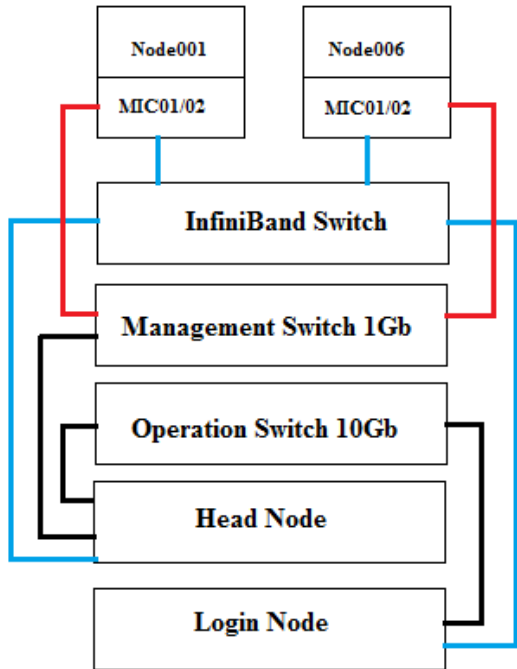 Node001
Node006
MIC01/02
MIC01/02
InfiniBand Switch
Management Switch 1Gb
Operation Switch 10Gb
Head Node
Login Node